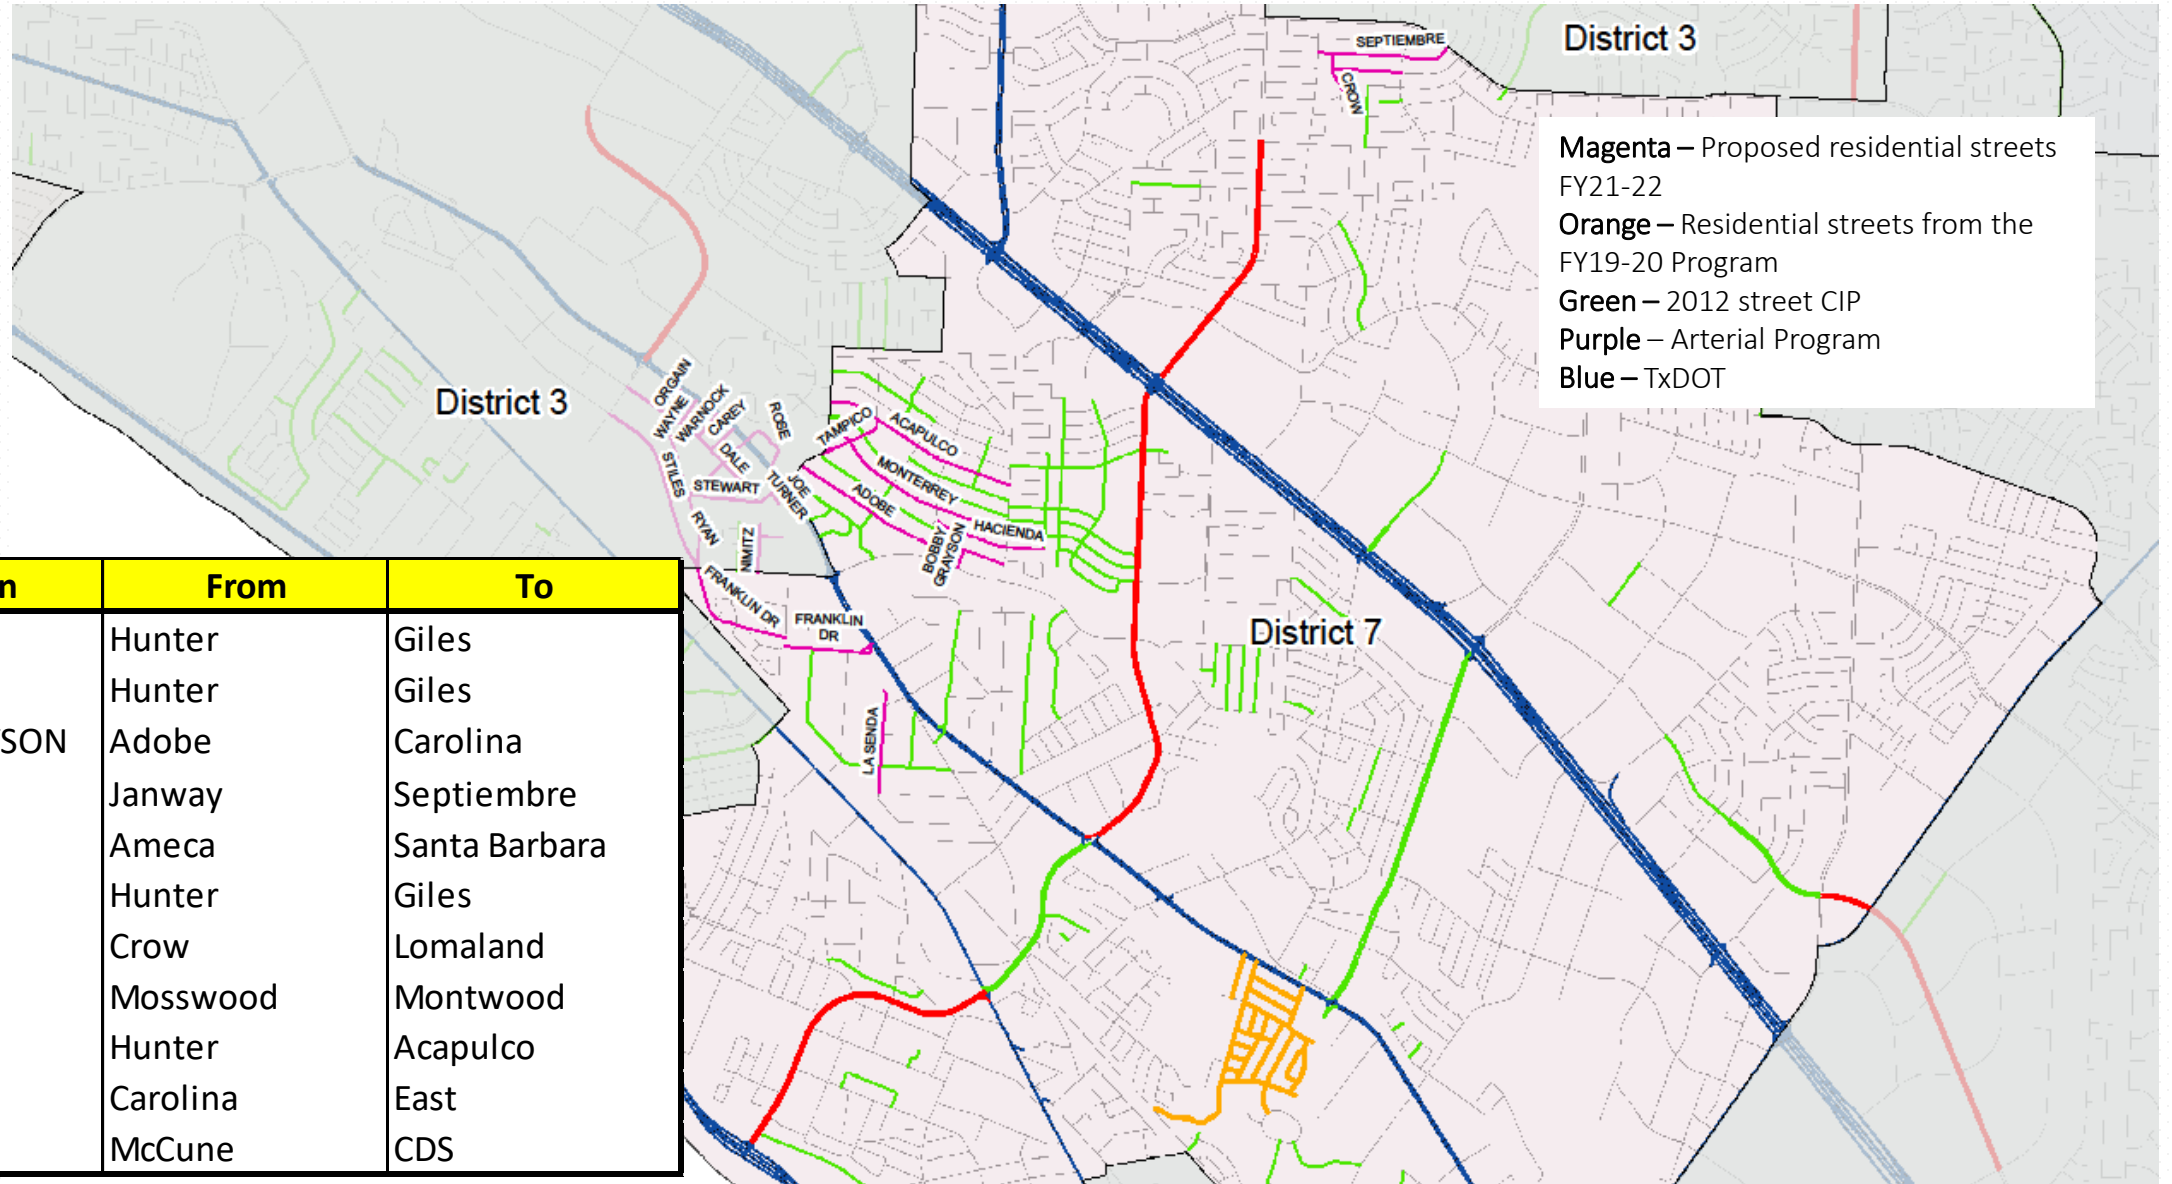 SEPTIEMBRE
District 3
CROW
Magenta – Proposed residential streets
FY21-22
Orange – Residential streets from the
FY19-20 Program
Green – 2012 street CIP
Purple – Arterial Program
Blue – TxDOT
District 3
ORGAIN
WAYNE
WARNOCK
CAREY
ROSE
DALE
STILES
STEWART
JOE
TURNER
RYAN
NIMITZ
TAMPICO
ACAPULCO
MONTERREY
ADOBE
HACIENDA
BOBBY
GRAYSON
FRANKLIN DR
FRANKLIN
DR
LA SENDA
District 7
n From To
Hunter Giles
Hunter Giles
SON Adobe Carolina
Janway Septiembre
Ameca Santa Barbara
Hunter Giles
Crow Lomaland
Mosswood Montwood
Hunter Acapulco
Carolina East
McCune CDS